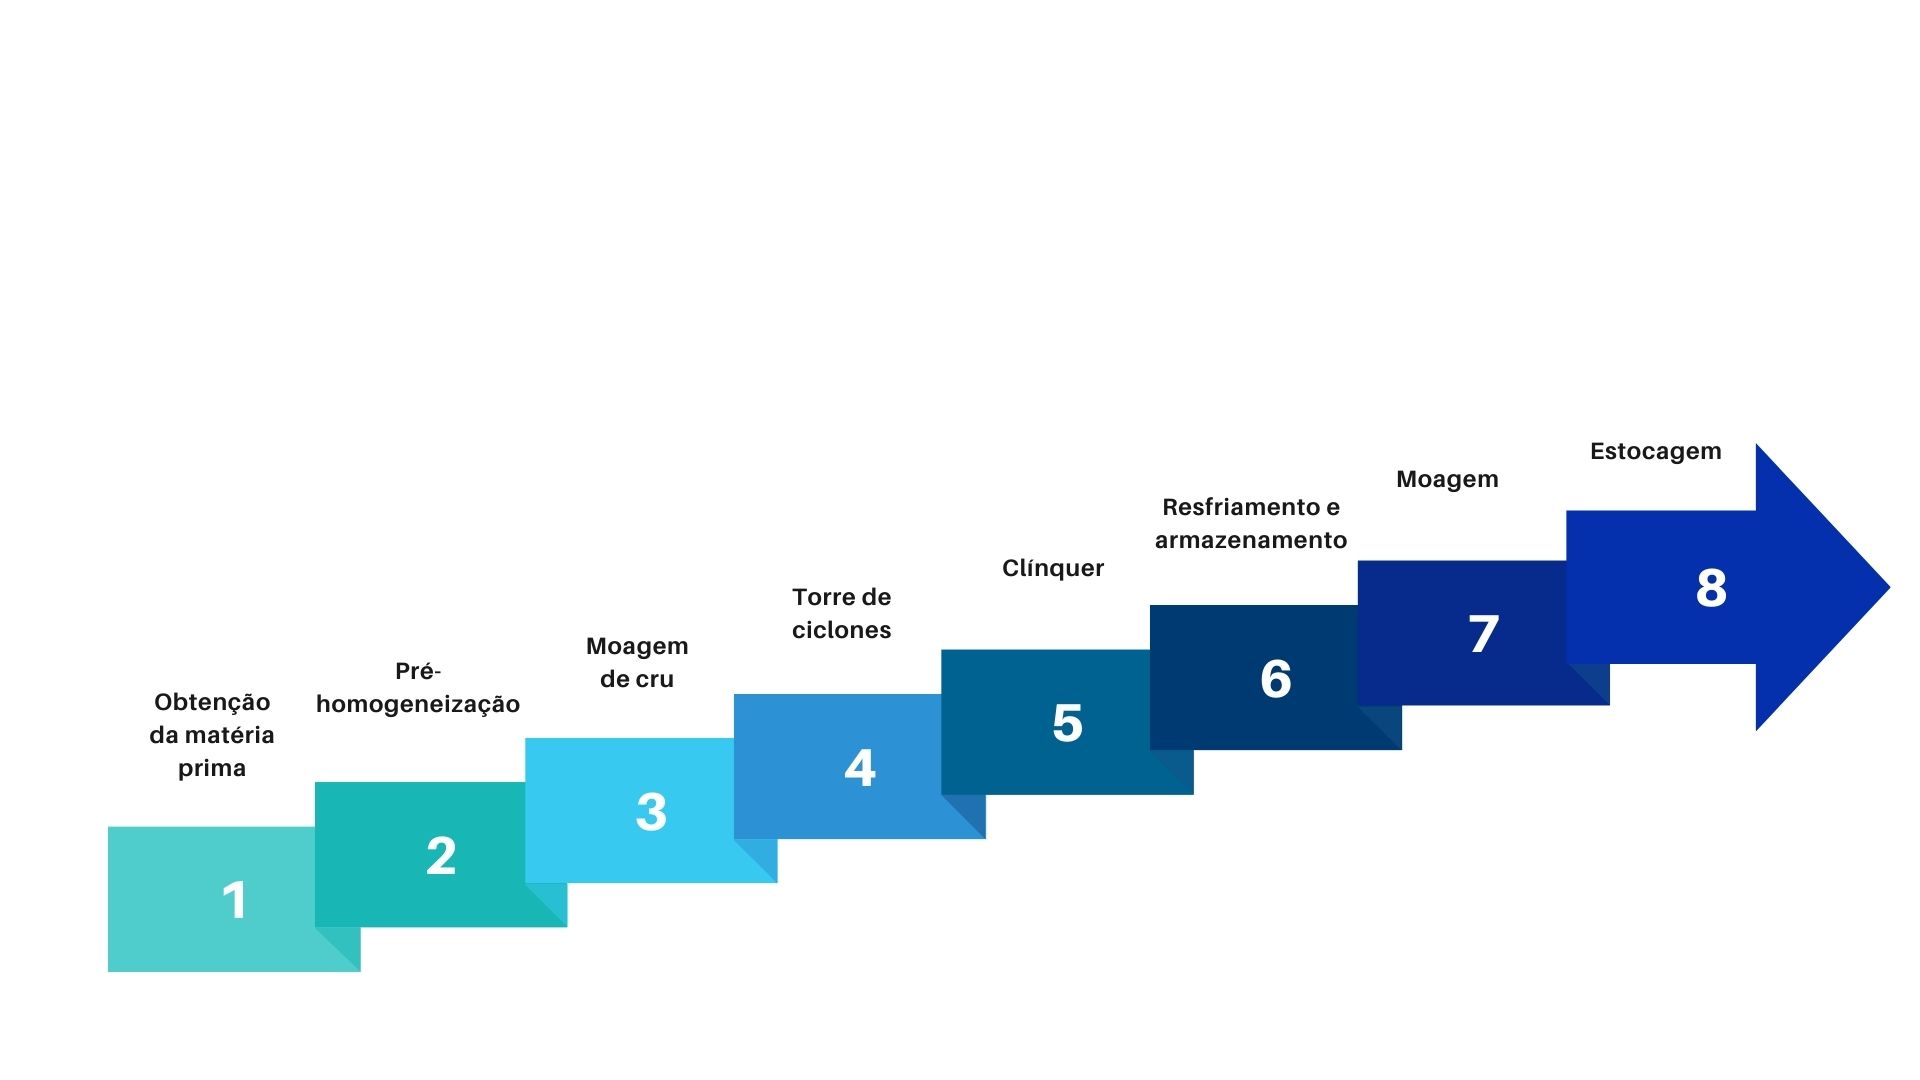 Obtenção
da matéria
prima
1
Pré-
homogeneização
2
Moagem
de cru
3
Torre de
ciclones
4
Clínquer
5
Resfriamento e
armazenamento
6
Moagem
7
Estocagem
8